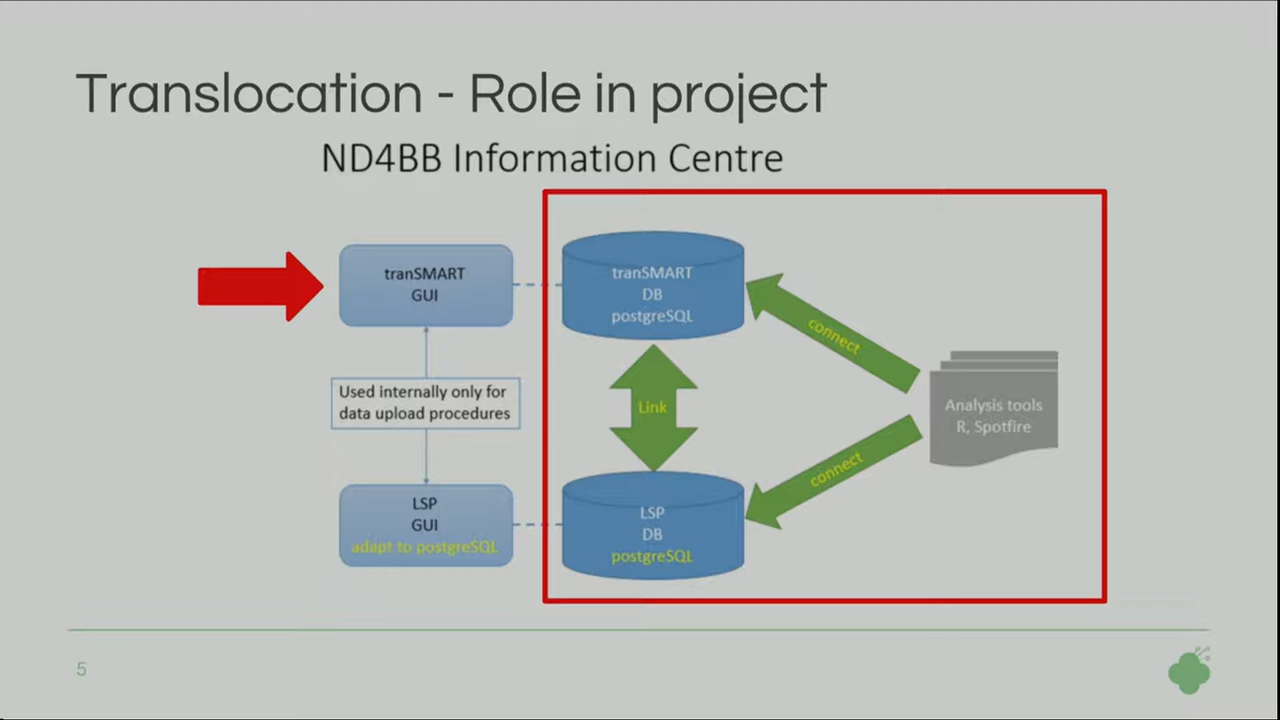 Translocation - Role in project
ND4BB Information Centre
tranSMART
GUI
tranSMART
DB
postgreSQL
connect
Used internally only for
data upload procedures
Link
Analysis tools
R, Spotfire
connect
LSP
GUI
adapt to postgreSQL
LSP
DB
postgreSQL
5